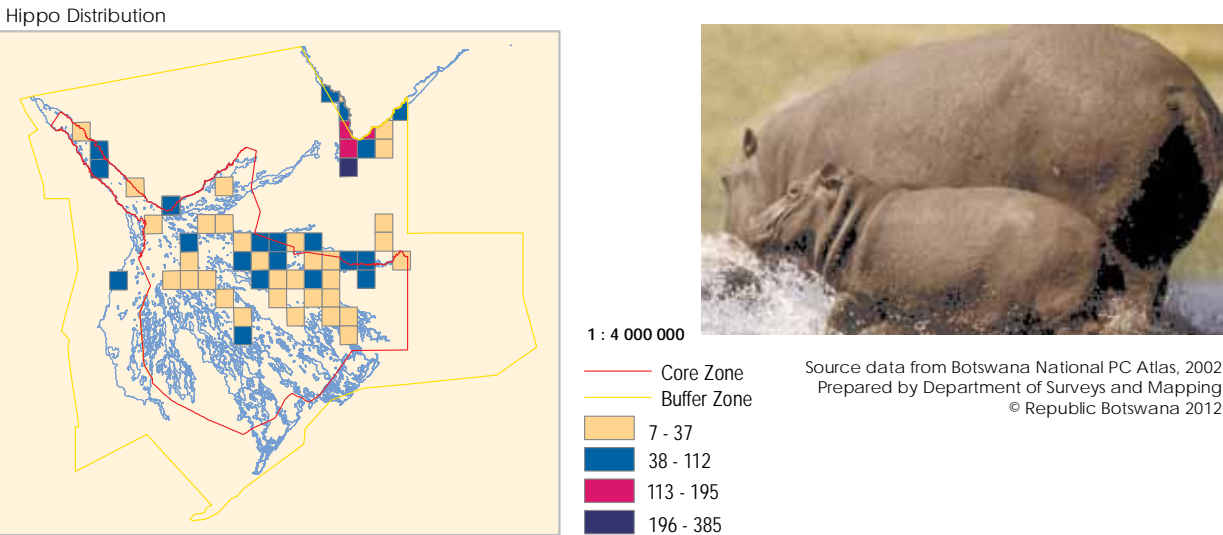 Hippo Distribution
1 : 4 000 000
Core Zone
Buffer Zone
7 - 37
38 - 112
113 - 195
196 - 385
Source data from Botswana National PC Atlas, 2002
Prepared by Department of Surveys and Mapping
© Republic Botswana 2012